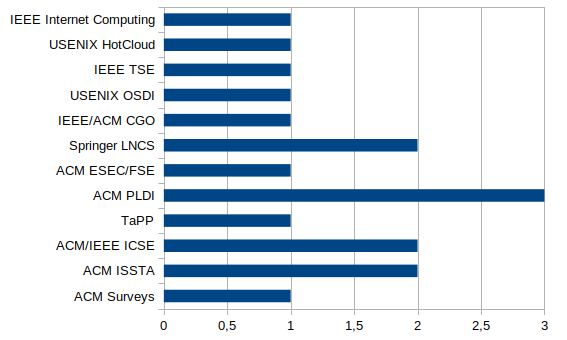 IEEE Internet Computing
USENIX HotCloud
IEEE TSE
USENIX OSDI
IEEE/ACM CGO
Springer LNCS
ACM ESEC/FSE
ACM PLDI
TaPP
ACM/IEEE ICSE
ACM ISSTA
ACM Surveys
0 0,5 1 1,5 2 2,5 3